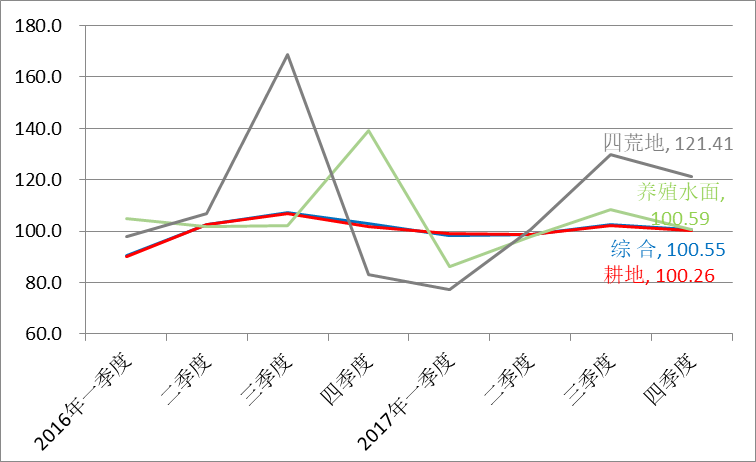 180.0
160.0
140.0
120.0
100.0
80.0
60.0
四荒地, 121.41
养殖水面,
100.59
综 合, 100.55
耕地, 100.26
2016年一季度
二季度
三季度
四季度
2017年一季度
二季度
三季度
四季度